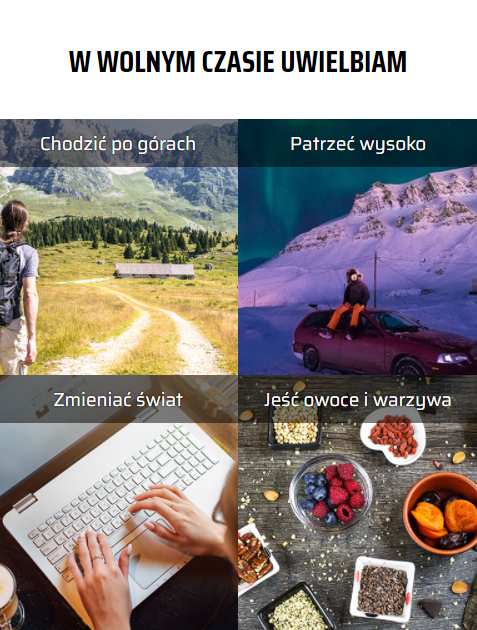 W WOLNYM CZASIE UWIELBIAM
Chodzić po górach
Patrzeć wysoko
Zmieniać świat
Jeść owoce i warzywa